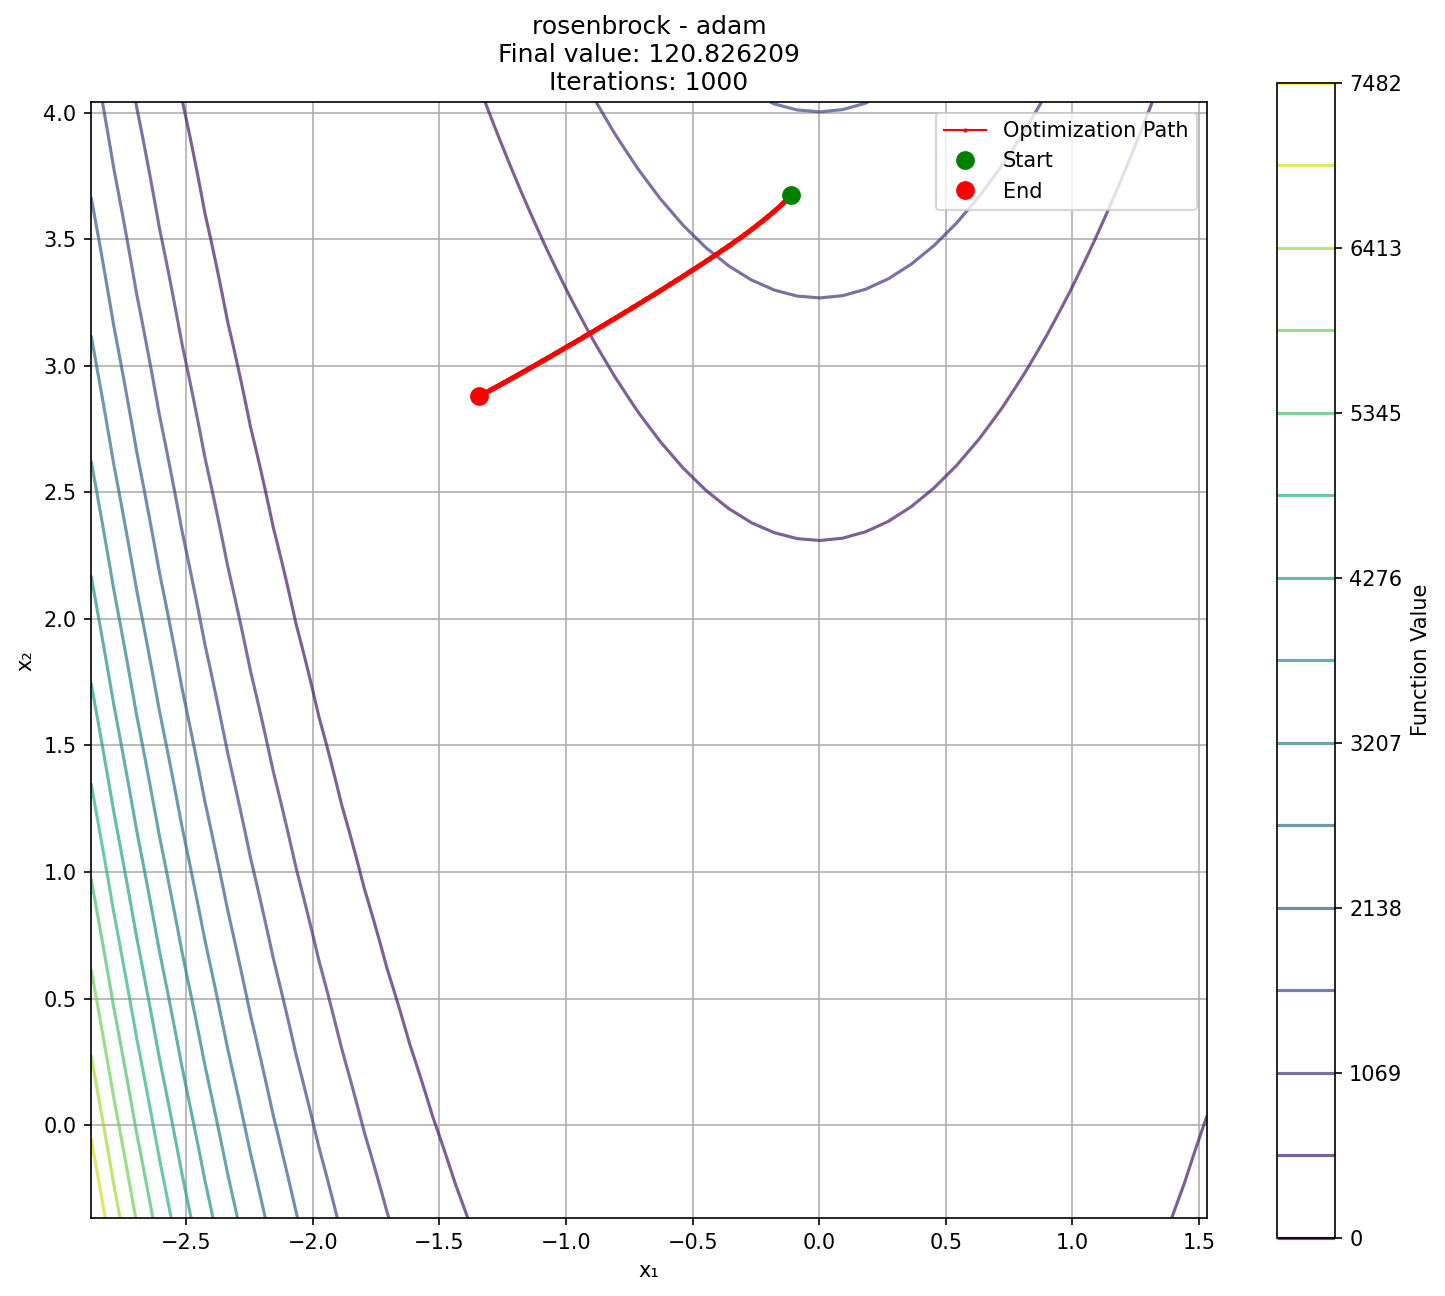 rosenbrock - adam
Final value: 120.826209
Iterations: 1000
Optimization Path
Start
End
4.0
3.5
3.0
2.5
2.0
1.5
1.0
0.5
0.0
x₂
−2.5
−2.0
−1.5
−1.0
−0.5
0.0
0.5
1.0
1.5
x₁
7482
6413
5345
4276
3207
2138
1069
0
Function Value